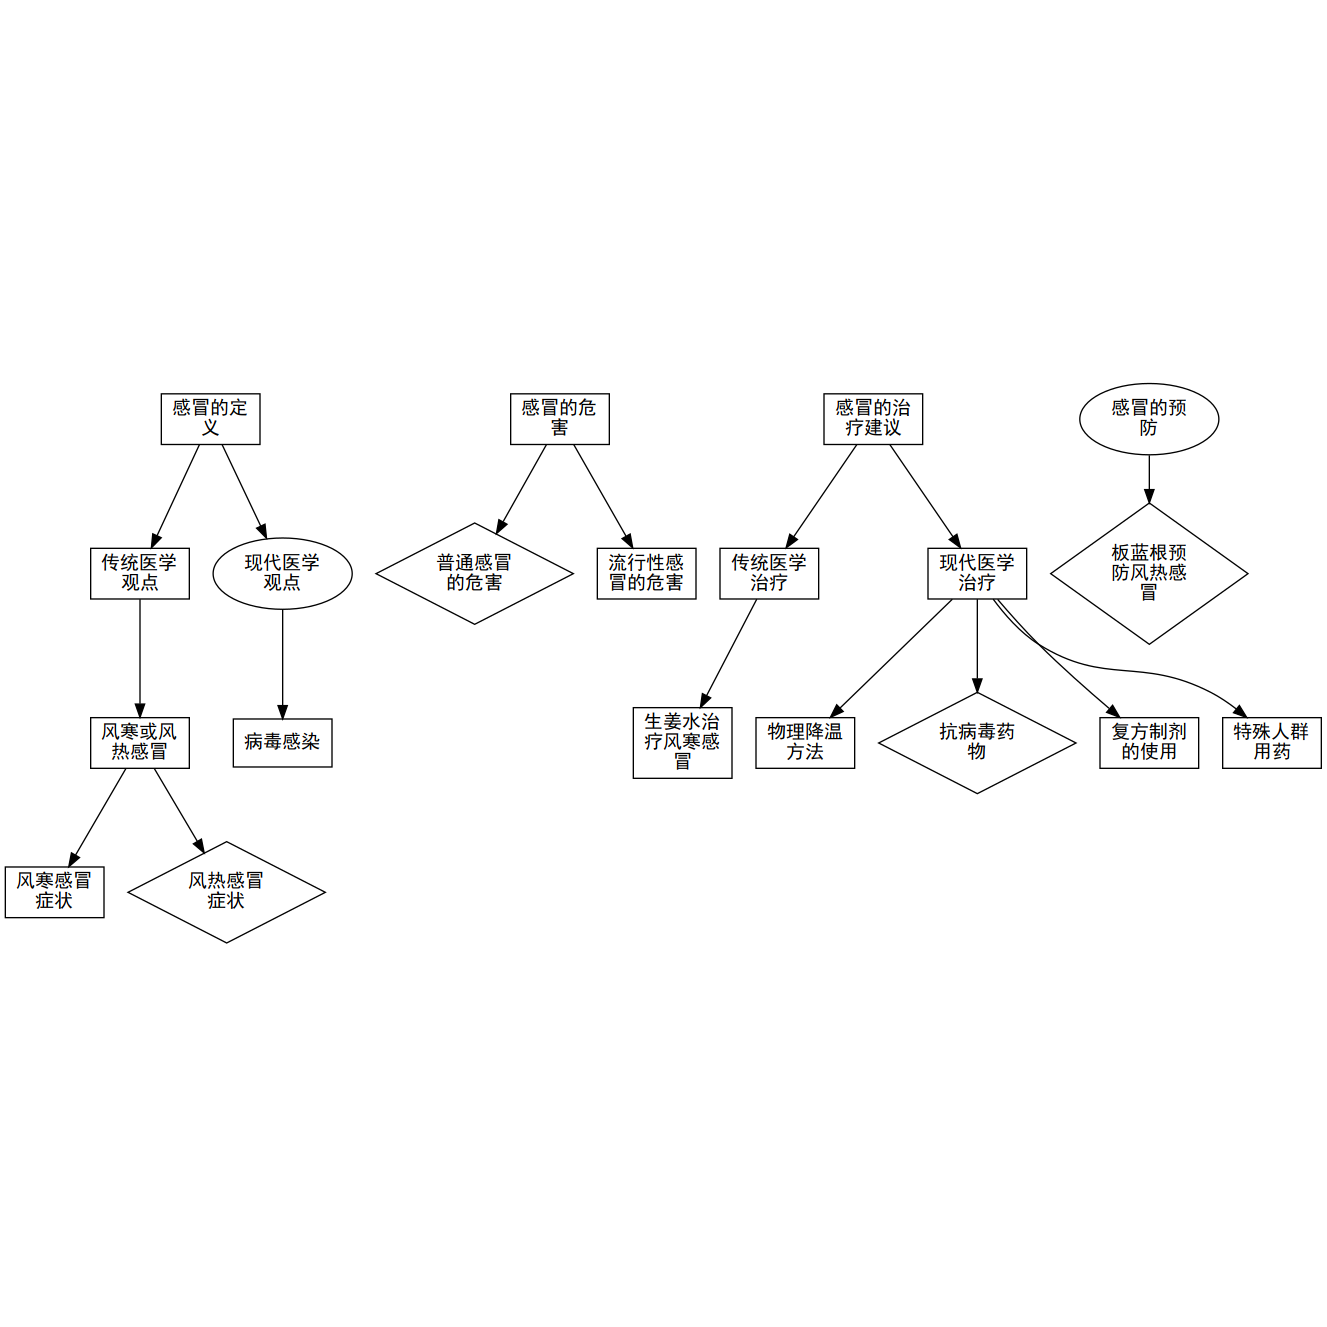 感冒的定
义
感冒的危
害
感冒的治
疗建议
感冒的预
防
传统医学
观点
现代医学
观点
普通感冒
的危害
流行性感
冒的危害
传统医学
治疗
现代医学
治疗
板蓝根预
防风热感
冒
风寒或风
热感冒
病毒感染
生姜水治
疗风寒感
冒
物理降温
方法
抗病毒药
物
复方制剂
的使用
特殊人群
用药
风寒感冒
症状
风热感冒
症状